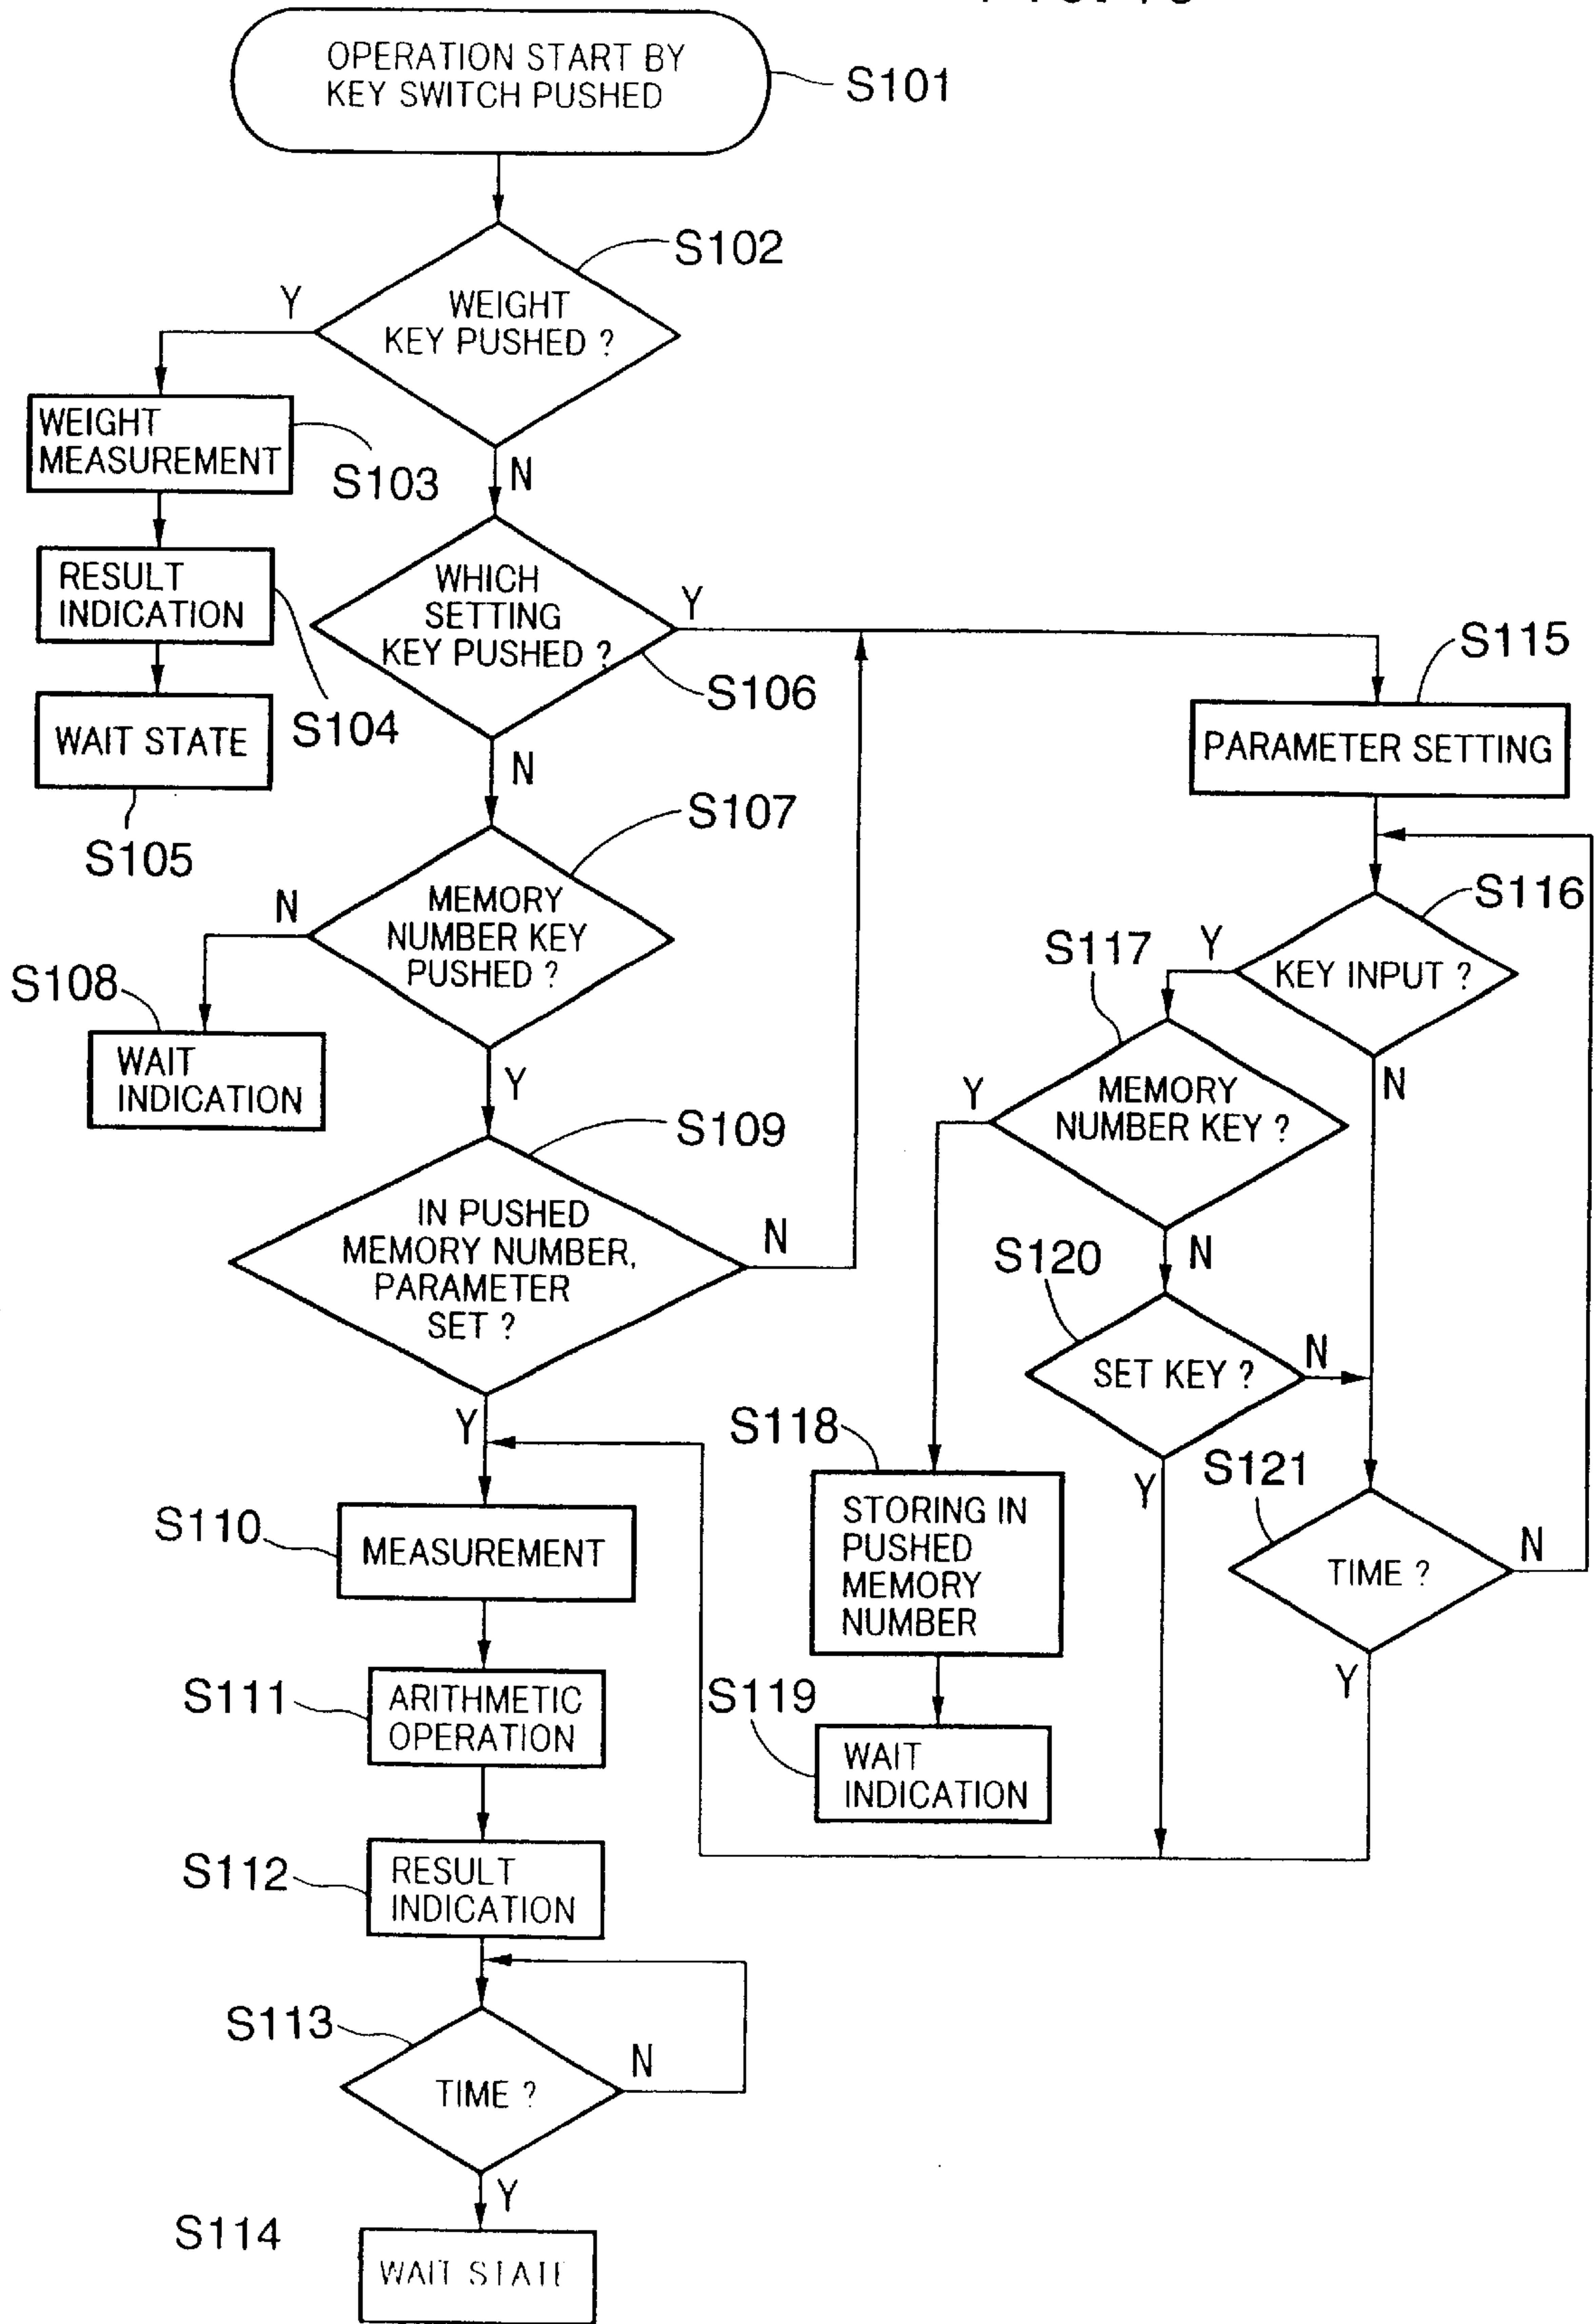 OPERATION START BY
KEY SWITCH PUSHED
S101
S102
WEIGHT
KEY PUSHED ?
Y
N
WEIGHT
MEASUREMENT
S103
RESULT
INDICATION
S104
WAIT STATE
S105
WHICH
SETTING
KEY PUSHED ?
Y
S106
N
S107
MEMORY
NUMBER KEY
PUSHED ?
N
S108
WAIT
INDICATION
Y
S109
IN PUSHED
MEMORY NUMBER,
PARAMETER
SET ?
N
Y
S110
MEASUREMENT
S111
ARITHMETIC
OPERATION
S112
RESULT
INDICATION
S113
TIME ?
N
Y
S114
WAIT STATE
S115
PARAMETER SETTING
S116
KEY INPUT ?
Y
N
S117
MEMORY
NUMBER KEY ?
Y
N
S118
STORING IN
PUSHED
MEMORY
NUMBER
S119
WAIT
INDICATION
S120
SET KEY ?
N
Y
S121
TIME ?
N
Y